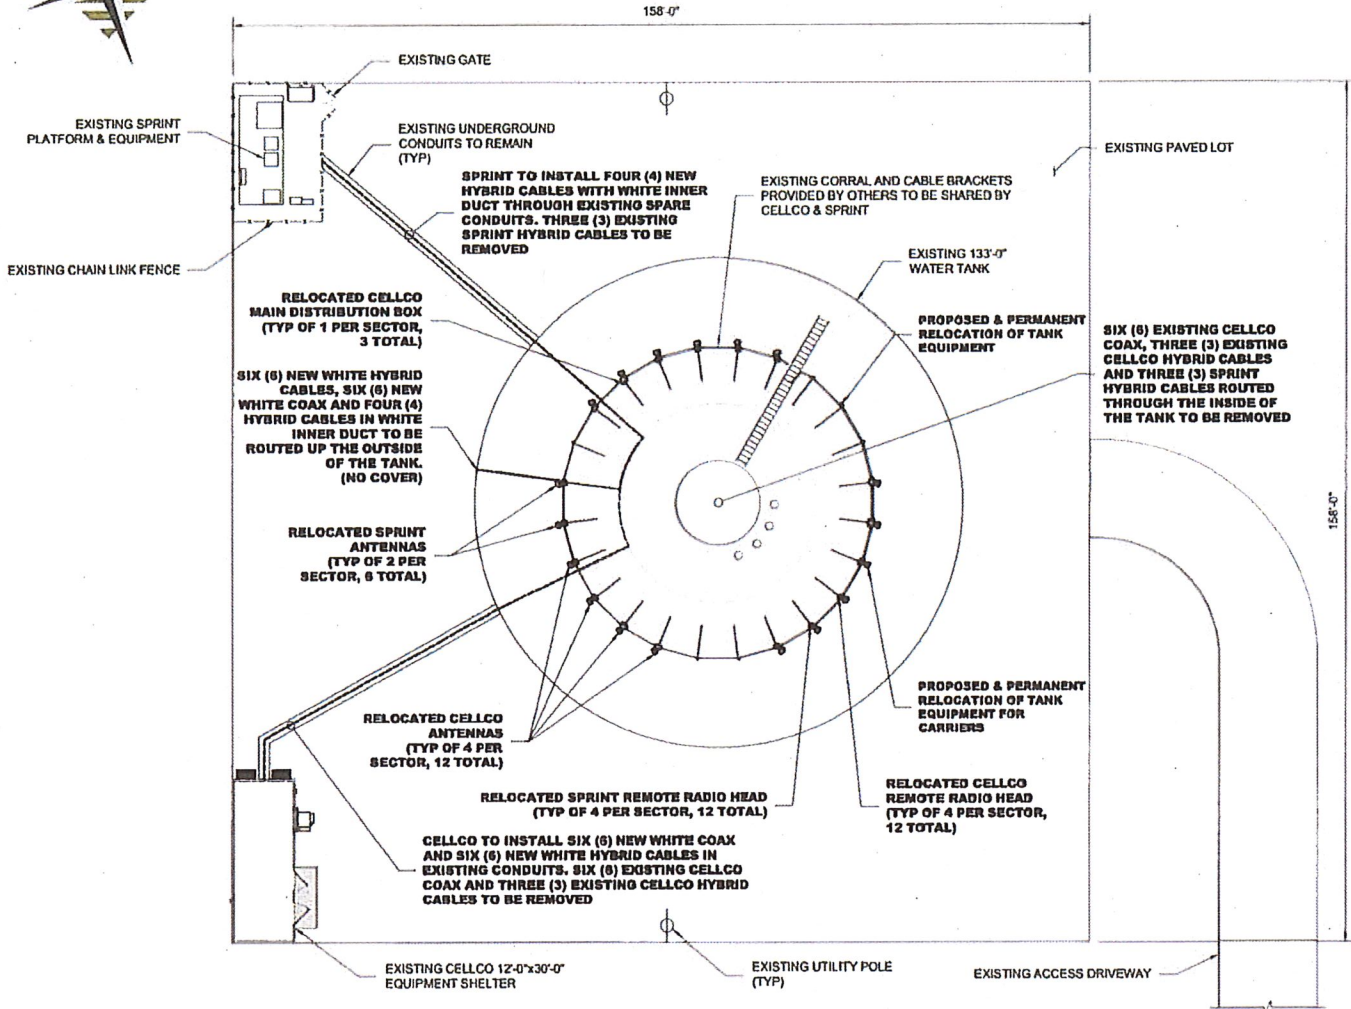 158'-0"
EXISTING GATE
EXISTING SPRINT
PLATFORM & EQUIPMENT
EXISTING UNDERGROUND
CONDUITS TO REMAIN
(TYP)
SPRINT TO INSTALL FOUR (4) NEW
HYBRID CABLES WITH WHITE INNER
DUCT THROUGH EXISTING SPARE
CONDUITS. THREE (3) EXISTING
SPRINT HYBRID CABLES TO BE
REMOVED
EXISTING PAVED LOT
EXISTING CORRAL AND CABLE BRACKETS
PROVIDED BY OTHERS TO BE SHARED BY
CELLCO & SPRINT
EXISTING 133'-0"
WATER TANK
EXISTING CHAIN LINK FENCE
RELOCATED CELLCO
MAIN DISTRIBUTION BOX
(TYP OF 1 PER SECTOR,
3 TOTAL)
PROPOSED & PERMANENT
RELOCATION OF TANK
EQUIPMENT
SIX (6) EXISTING CELLCO
COAX, THREE (3) EXISTING
CELLCO HYBRID CABLES
AND THREE (3) SPRINT
HYBRID CABLES ROUTED
THROUGH THE INSIDE OF
THE TANK TO BE REMOVED
SIX (6) NEW WHITE HYBRID
CABLES, SIX (6) NEW
WHITE COAX AND FOUR (4)
HYBRID CABLES IN WHITE
INNER DUCT TO BE
ROUTED UP THE OUTSIDE
OF THE TANK.
(NO COVER)
158'-0"
RELOCATED SPRINT
ANTENNAS
(TYP OF 2 PER
SECTOR, 6 TOTAL)
PROPOSED & PERMANENT
RELOCATION OF TANK
EQUIPMENT FOR
CARRIERS
RELOCATED CELLCO
ANTENNAS
(TYP OF 4 PER
SECTOR, 12 TOTAL)
RELOCATED SPRINT REMOTE RADIO HEAD
(TYP OF 4 PER SECTOR, 12 TOTAL)
RELOCATED CELLCO
REMOTE RADIO HEAD
(TYP OF 4 PER SECTOR,
12 TOTAL)
CELLCO TO INSTALL SIX (6) NEW WHITE COAX
AND SIX (6) NEW WHITE HYBRID CABLES IN
EXISTING CONDUITS. SIX (6) EXISTING CELLCO
COAX AND THREE (3) EXISTING CELLCO HYBRID
CABLES TO BE REMOVED
EXISTING CELLCO 12'-0"x30'-0"
EQUIPMENT SHELTER
EXISTING UTILITY POLE
(TYP)
EXISTING ACCESS DRIVEWAY